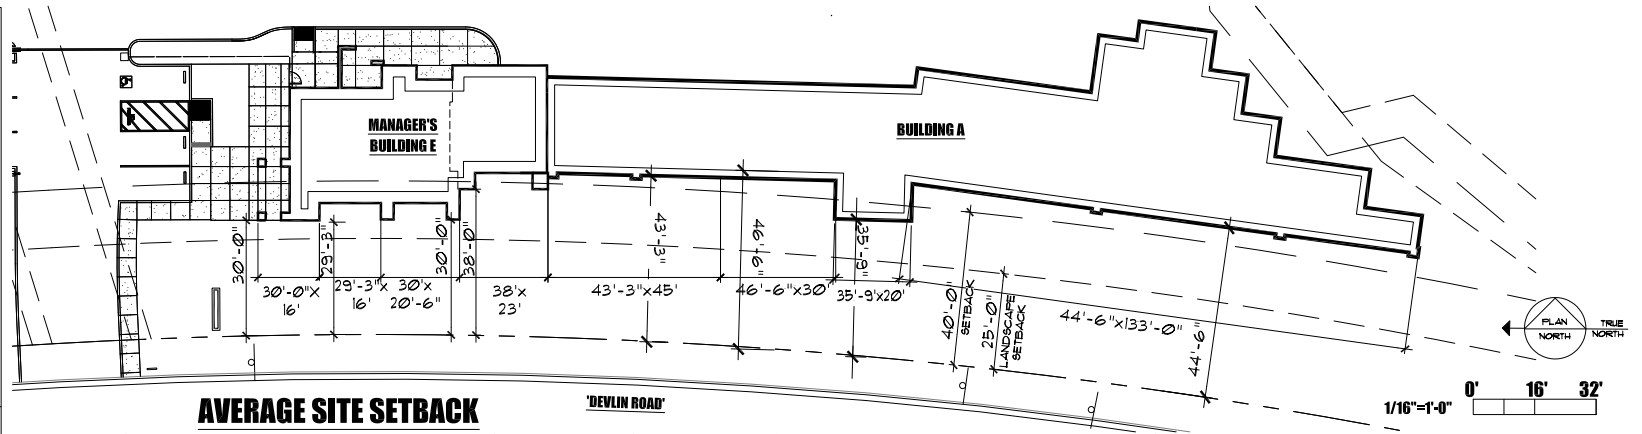 MANAGER'S
BUILDING E
BUILDING A
30'-0"
29'-3"
30'-0"
38'-0"
43'-3"
46'-6"
35'-9"
40'-0"
SETBACK
25'-0"
LANDSCAPE
SETBACK
44'-6"
30'-0"x
16'
29'-3"x
16'
30'x
20'-6"
38'x
23'
43'-3"x45'
46'-6"x30'
35'-9'x20'
44'-6"x133'-0"
PLAN
NORTH
TRUE
NORTH
AVERAGE SITE SETBACK
'DEVLIN ROAD'
1/16"=1'-0"
0' 16' 32'